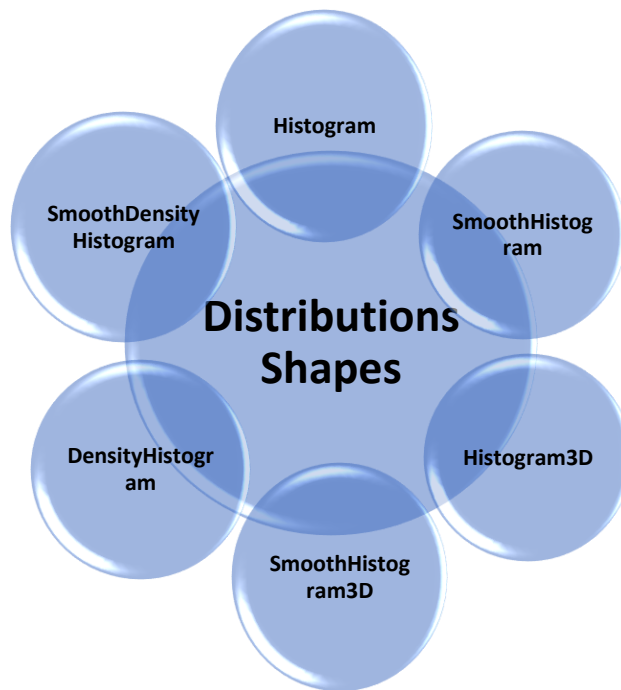 Histogram
SmoothDensity
Histogram
SmoothHistog
ram
Distributions
Shapes
DensityHistogr
am
Histogram3D
SmoothHistog
ram3D